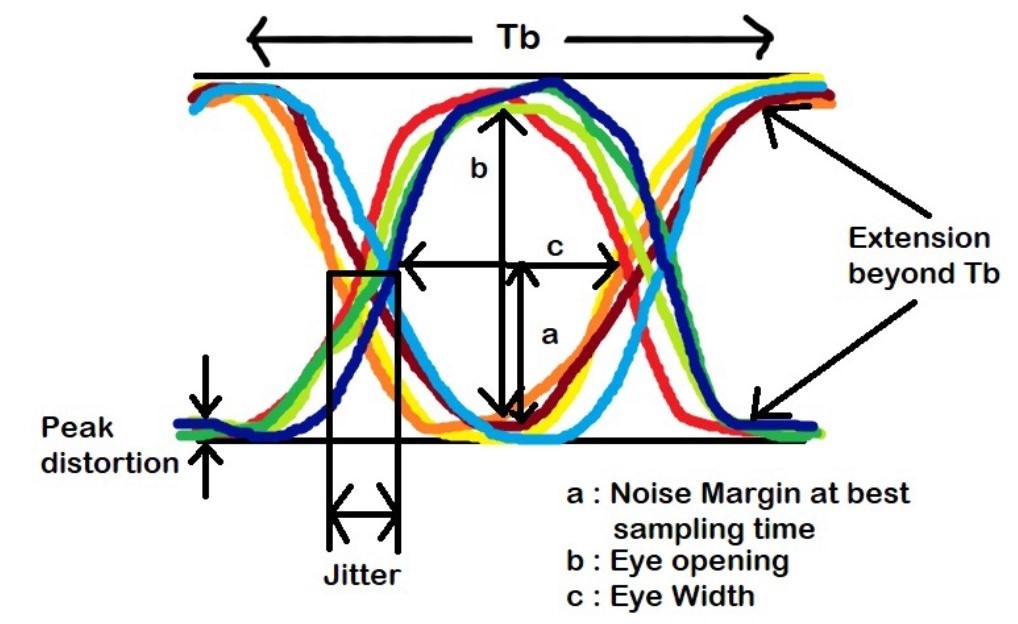 Tb
b
c
a
Extension
beyond Tb
Peak
distortion
Jitter
a : Noise Margin at best
sampling time
b : Eye opening
c : Eye Width